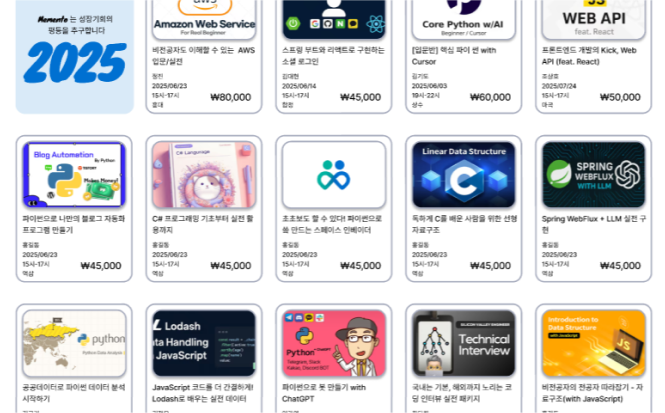 Memento 는 성장기회의
평등을 추구합니다
2025
aws
Amazon Web Service
For Real Beginner
비전공자도 이해할 수 있는 AWS
입문/실전
2025/06/23
15시-17시
₩80,000
스프링 부트와 리액트로 구현하는
소셜 로그인
김대현
2025/06/14
15시-17시
합정
₩45,000
Core Python w/AI
Beginner / Cursor
[입문반] 핵심 파이썬 with
Cursor
김기도
2025/06/03
19시-22시
성수
₩60,000
JS
WEB API
feat. React
프론트엔드 개발의 Kick, Web
API (feat. React)
조상호
2025/07/24
15시-17시
₩50,000
Blog Automation
By Python
Makes Money!
파이썬으로 나만의 블로그 자동화
프로그램 만들기
홍길동
2025/06/23
15시-17시
역삼
₩45,000
C# Language
C# 프로그래밍 기초부터 실전 활
용까지
홍길동
2025/06/23
15시-17시
역삼
₩45,000
초초보도 할 수 있다! 파이썬으로
쏙 만드는 스페이스 인베이더
홍길동
2025/06/23
15시-17시
역삼
₩45,000
Linear Data Structure
C
독하게 C를 배운 사람을 위한 선형
자료구조
홍길동
2025/06/23
15시-17시
역삼
₩45,000
SPRING
WEBFLUX
WITH LLM
Spring WebFlux + LLM 실전 구
현
홍길동
2025/06/23
15시-17시
역삼
₩45,000
python
Python Data Analysis
공공데이터로 파이썬 데이터 분석
시작하기
Lodash
Data Handling
JavaScript
JavaScript 코드를 더 간결하게!
Lodash로 배우는 실전 데이터
Python
Telegram, Slack
Kakao, Discord BOT
파이썬으로 봇 만들기 with
ChatGPT
SILICON VALLEY ENGINEER
Technical
Interview
국내는 기본, 해외까지 노리는 코
딩 인터뷰 실전 패키지
Introduction to
Data Structure
with JavaScript
JS
비전공자의 전공자 따라잡기 - 자
료구조(with JavaScript)